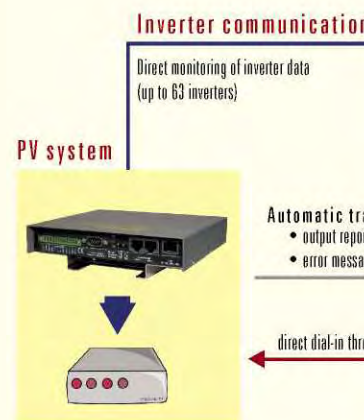 Inverter communication
Direct monitoring of inverter data
(up to 63 inverters)
PV system
Automatic tra
• output repor
• error messa
direct dial-in thr